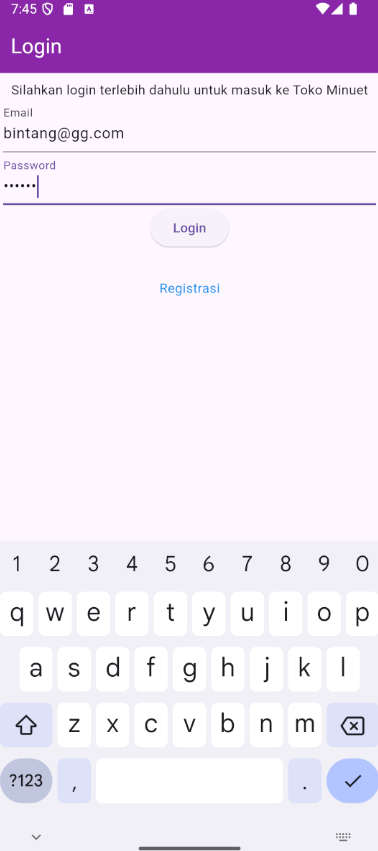 7:45
Login
Silahkan login terlebih dahulu untuk masuk ke Toko Minuet
Email
bintang@gg.com
Password
••••••
Login
Registrasi
1 2 3 4 5 6 7 8 9 0
q w e r t y u i o p
a s d f g h j k l
z x c v b n m
?123 , .